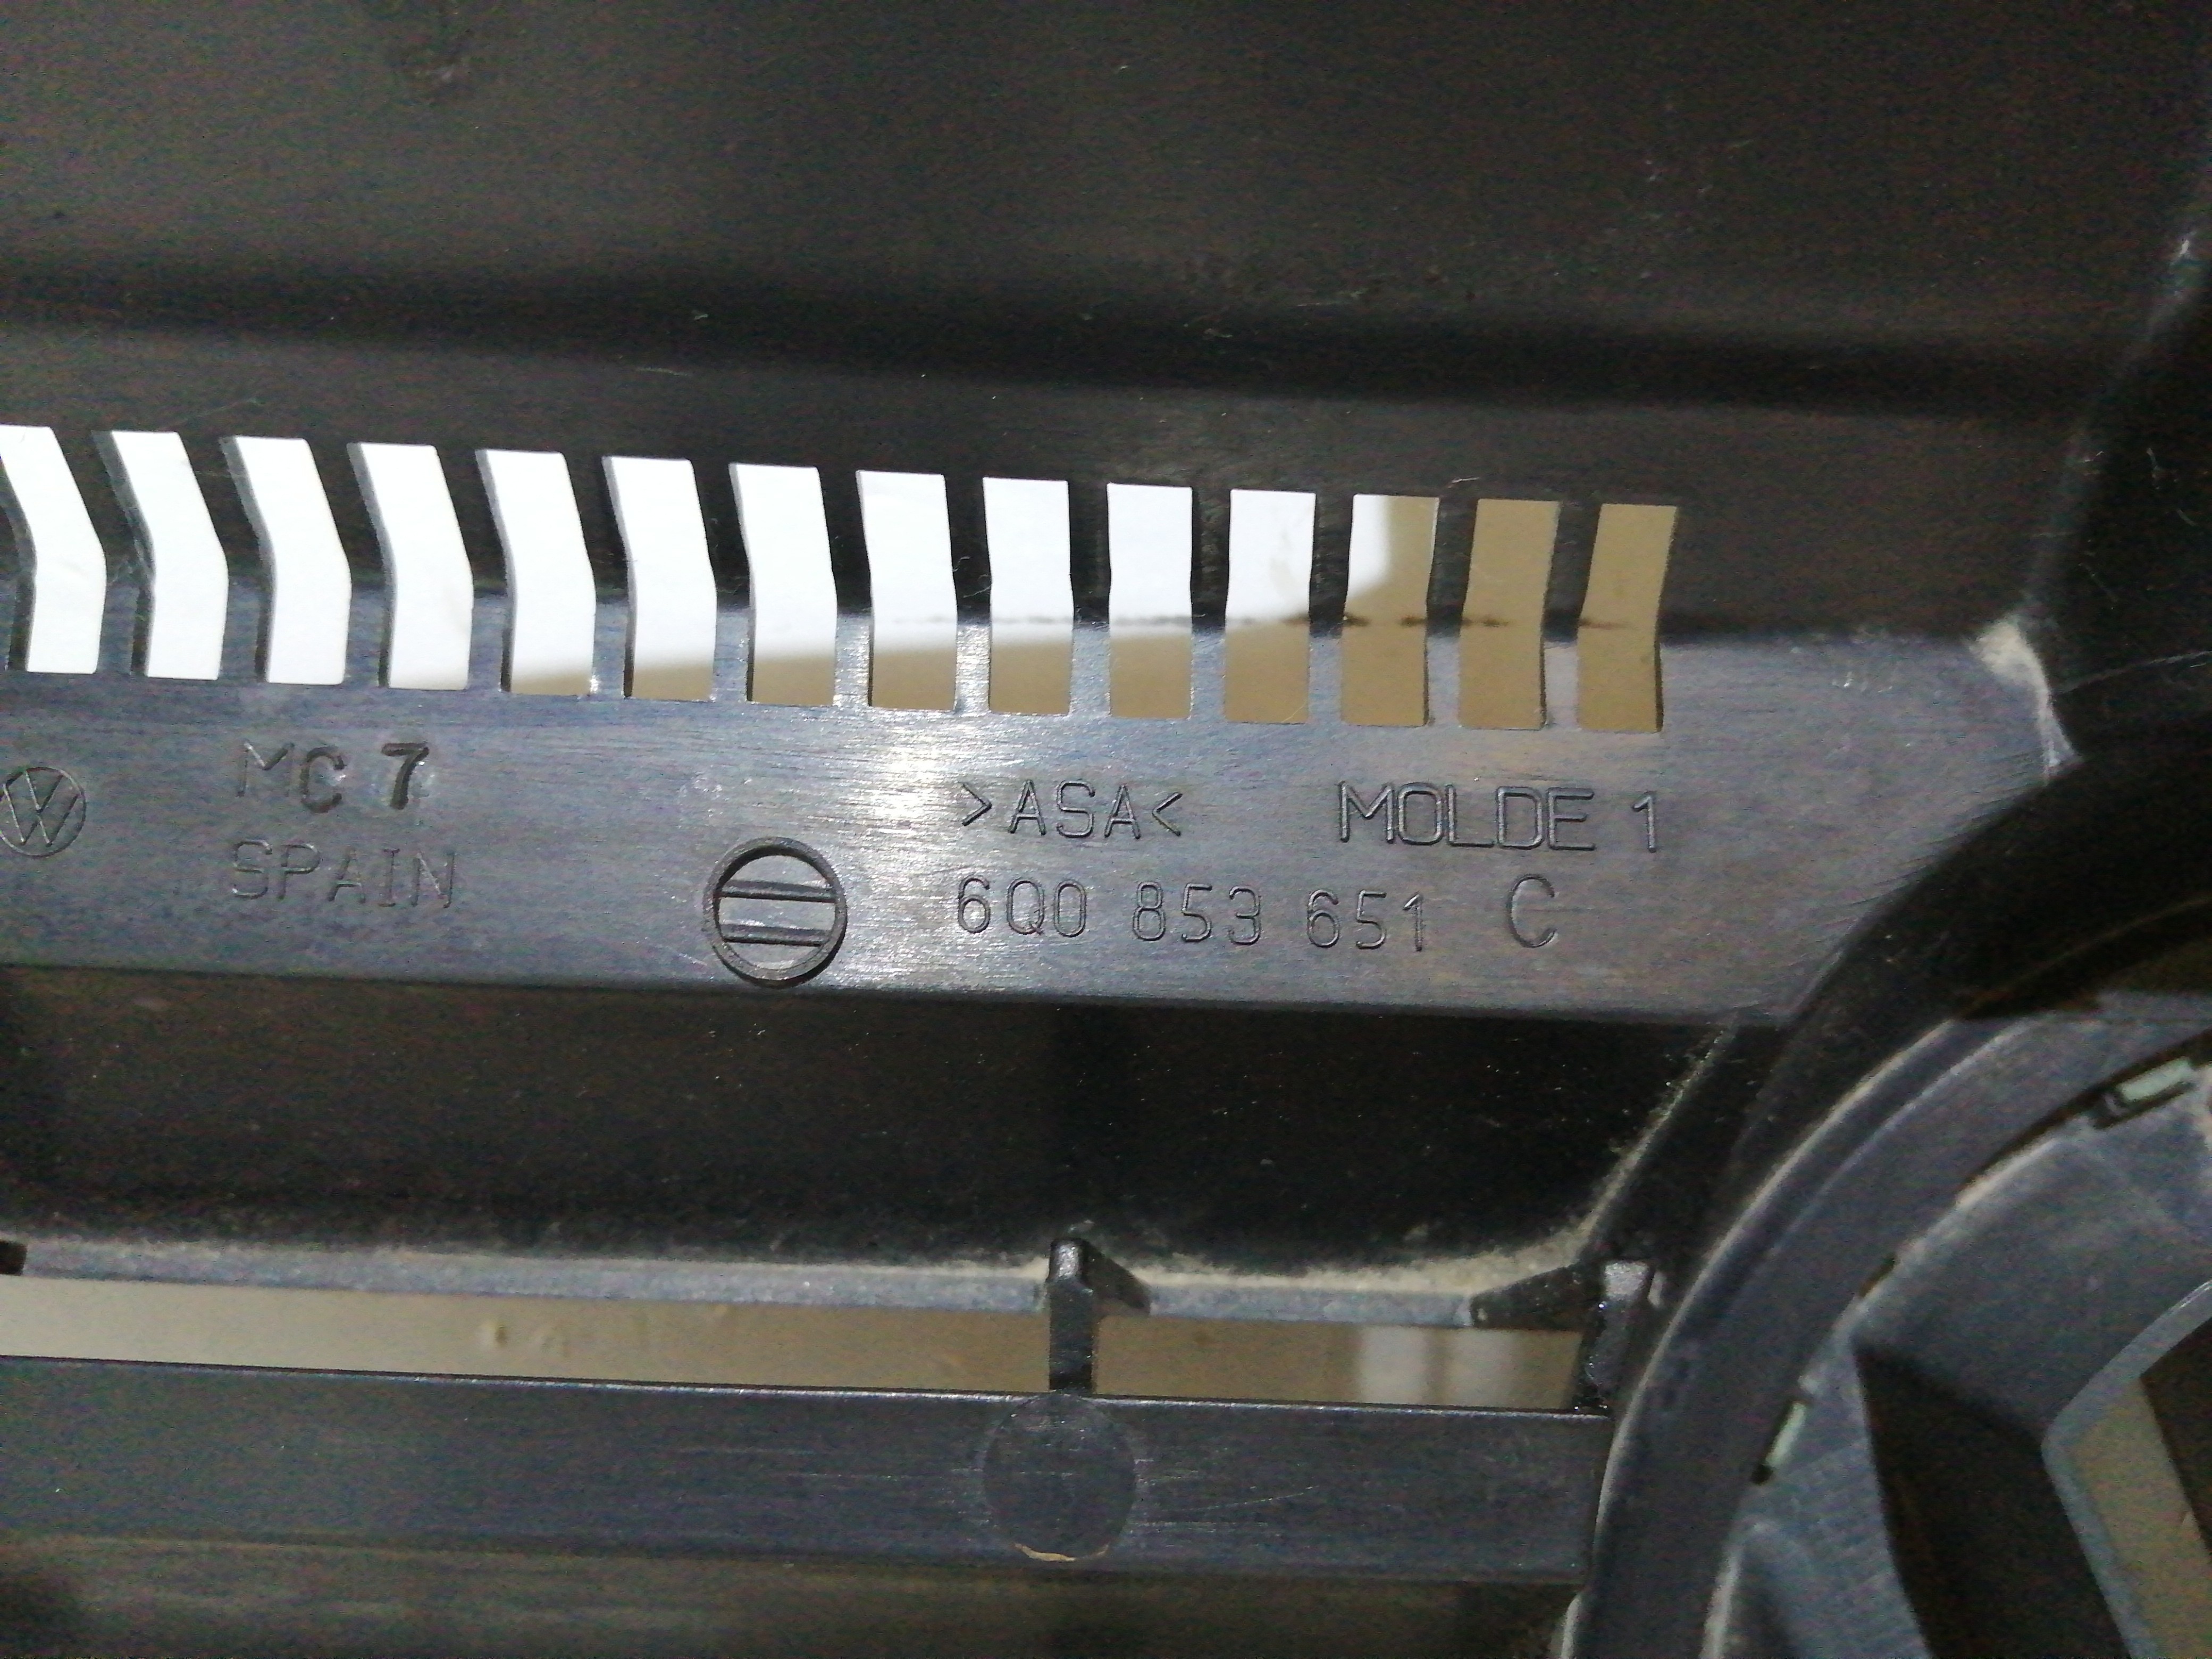 MC 7
SPAIN
>ASA< MOLDE 1
6Q0 853 651 C